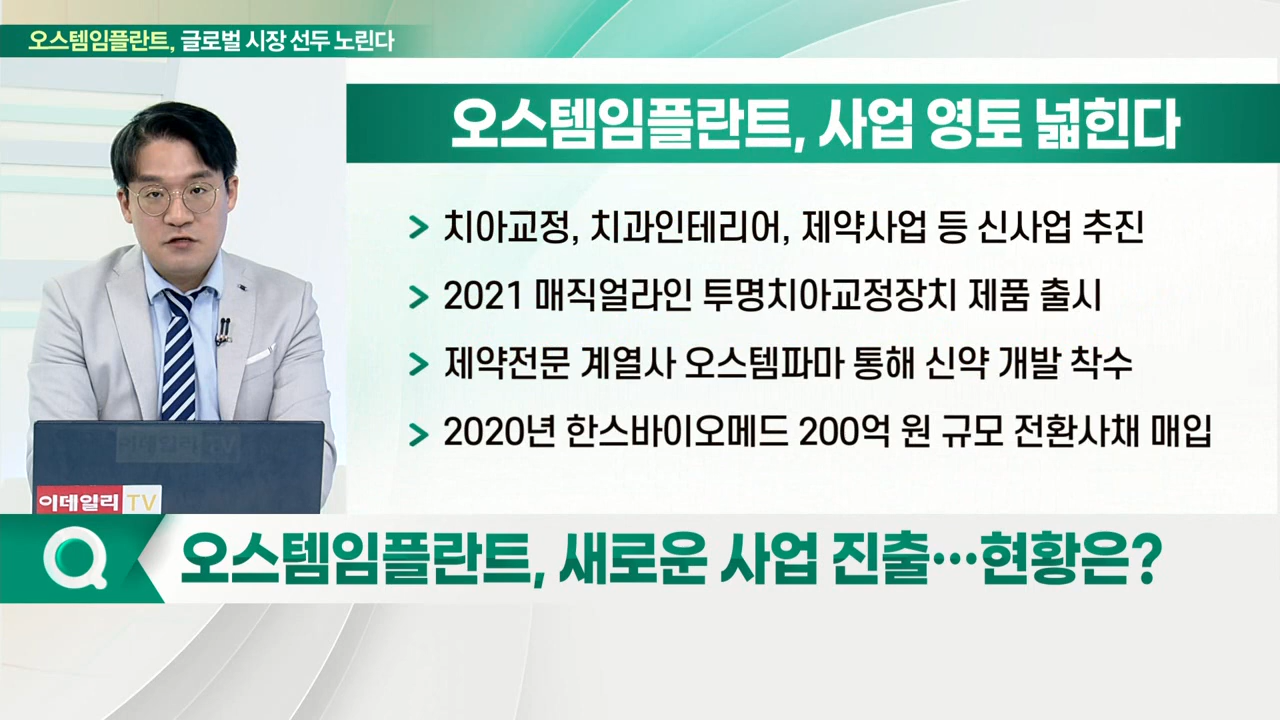 오스템임플란트, 글로벌 시장 선두 노린다
오스템임플란트, 사업 영토 넓힌다
> 치아교정, 치과인테리어, 제약사업 등 신사업 추진
> 2021 매직얼라인 투명치아교정장치 제품 출시
> 제약전문 계열사 오스템파마 통해 신약 개발 착수
> 2020년 한스바이오메드 200억 원 규모 전환사채 매입
이데일리 TV
이데일리 TV
Q 오스템임플란트, 새로운 사업 진출…현황은?